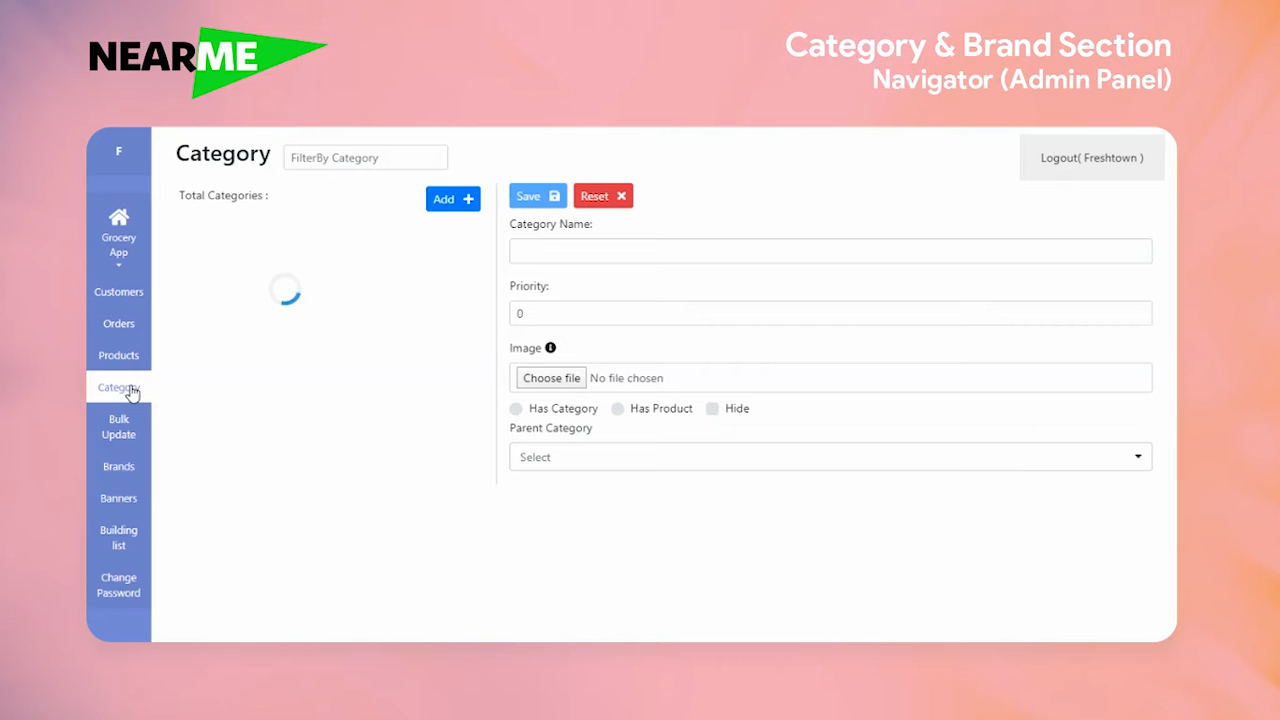 NEARME
Category & Brand Section
Navigator (Admin Panel)
F
Grocery
App
Customers
Orders
Products
Category
Bulk
Update
Brands
Banners
Building
list
Change
Password
Category
FilterBy Category
Logout( Freshtown )
Total Categories :
Add +
Save
Reset
Category Name:
Priority:
0
Image
Choose file No file chosen
Has Category Has Product Hide
Parent Category
Select